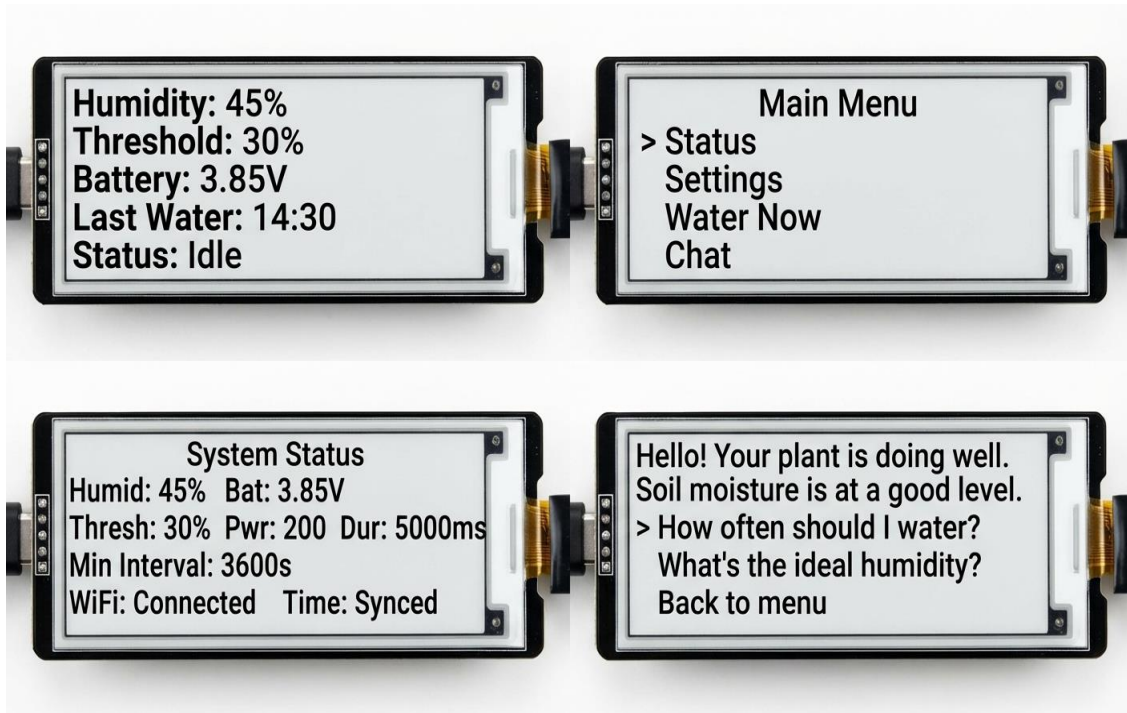 Humidity: 45%
Threshold: 30%
Battery: 3.85V
Last Water: 14:30
Status: Idle
Main Menu
> Status
Settings
Water Now
Chat
System Status
Humid: 45% Bat: 3.85V
Thresh: 30% Pwr: 200 Dur: 5000ms
Min Interval: 3600s
WiFi: Connected Time: Synced
Hello! Your plant is doing well.
Soil moisture is at a good level.
> How often should I water?
What's the ideal humidity?
Back to menu